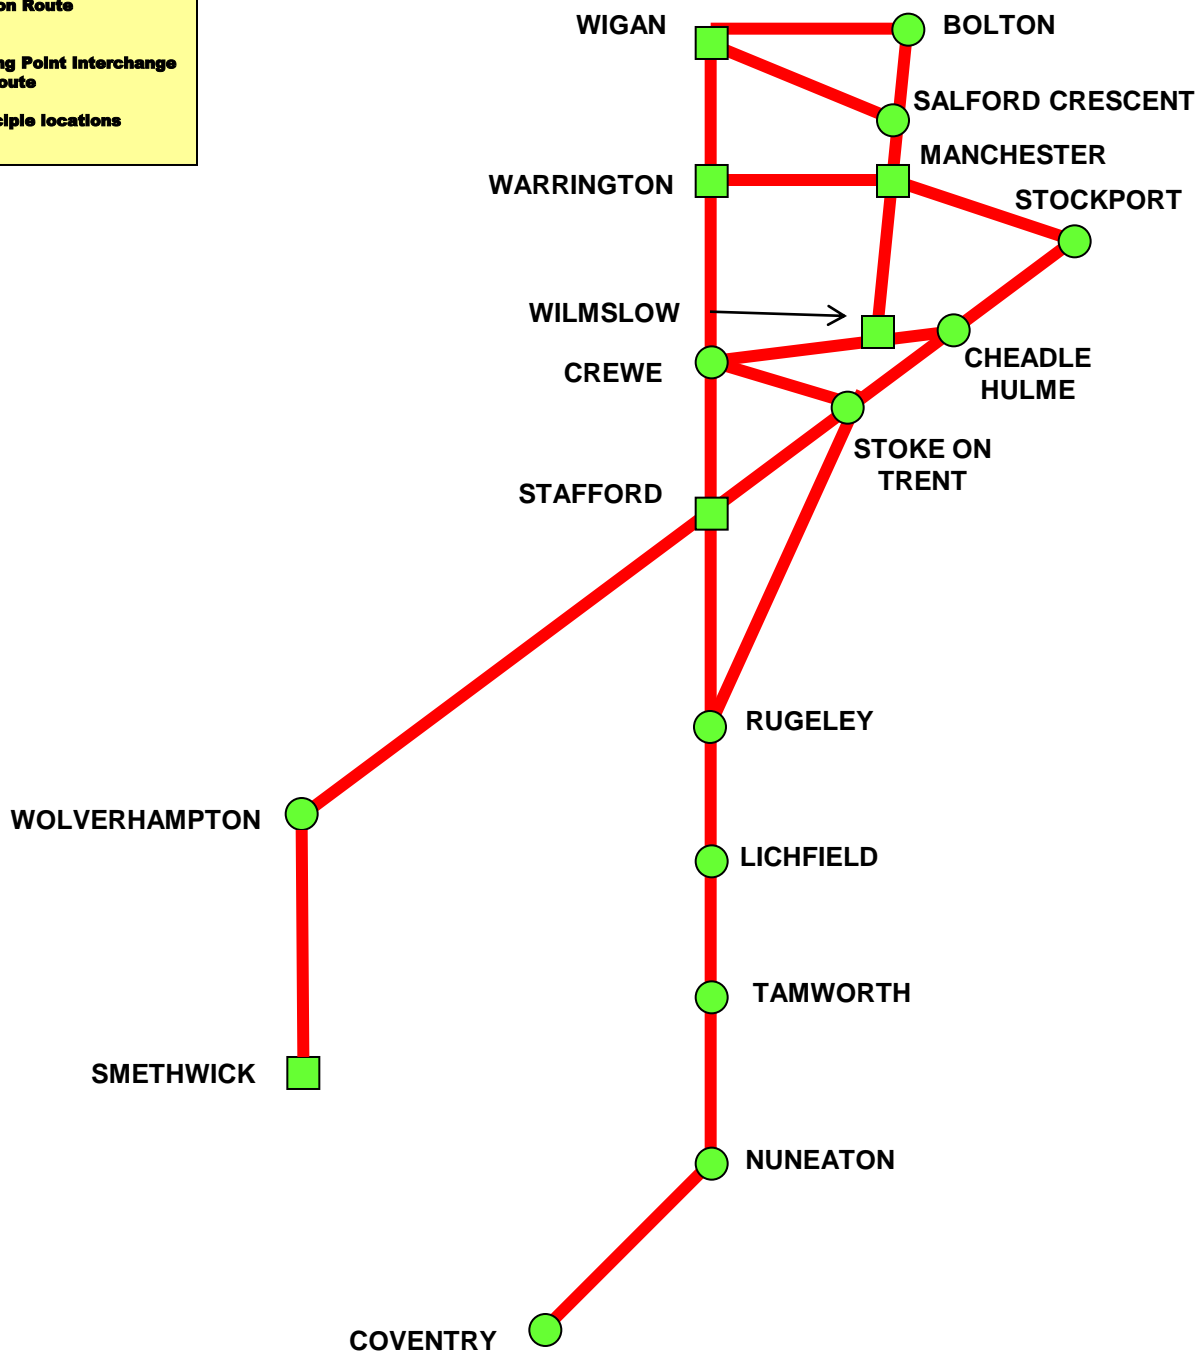 on Route
ng Point Interchange
oute
ciple locations
WIGAN
BOLTON
SALFORD CRESCENT
MANCHESTER
WARRINGTON
STOCKPORT
WILMSLOW
CHEADLE
HULME
CREWE
STOKE ON
TRENT
STAFFORD
RUGELEY
WOLVERHAMPTON
LICHFIELD
TAMWORTH
SMETHWICK
NUNEATON
COVENTRY